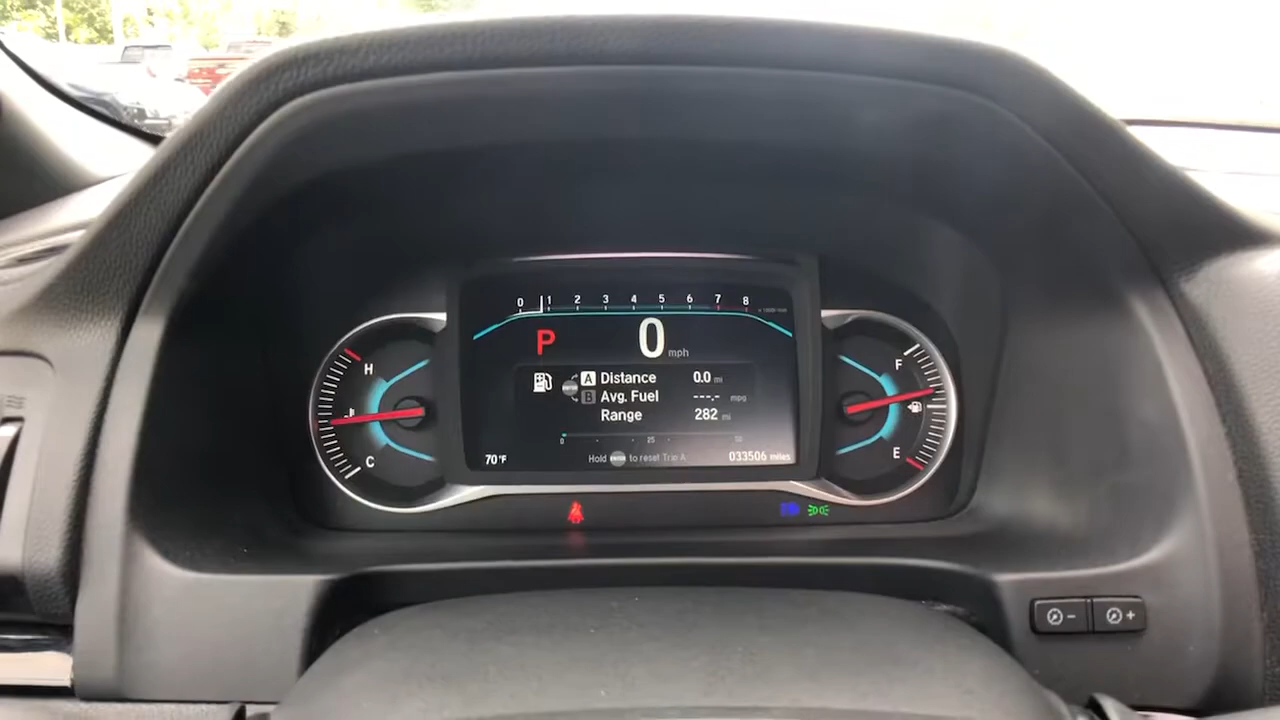 0 1 2 3 4 5 6 7 8
P 0 mph
A Distance 0.0 mi
B Avg. Fuel ---.- mpg
Range 282 mi
0 25 50
70°F Hold ENTER to reset Trip A 033506 miles
H
C
F
E
- +